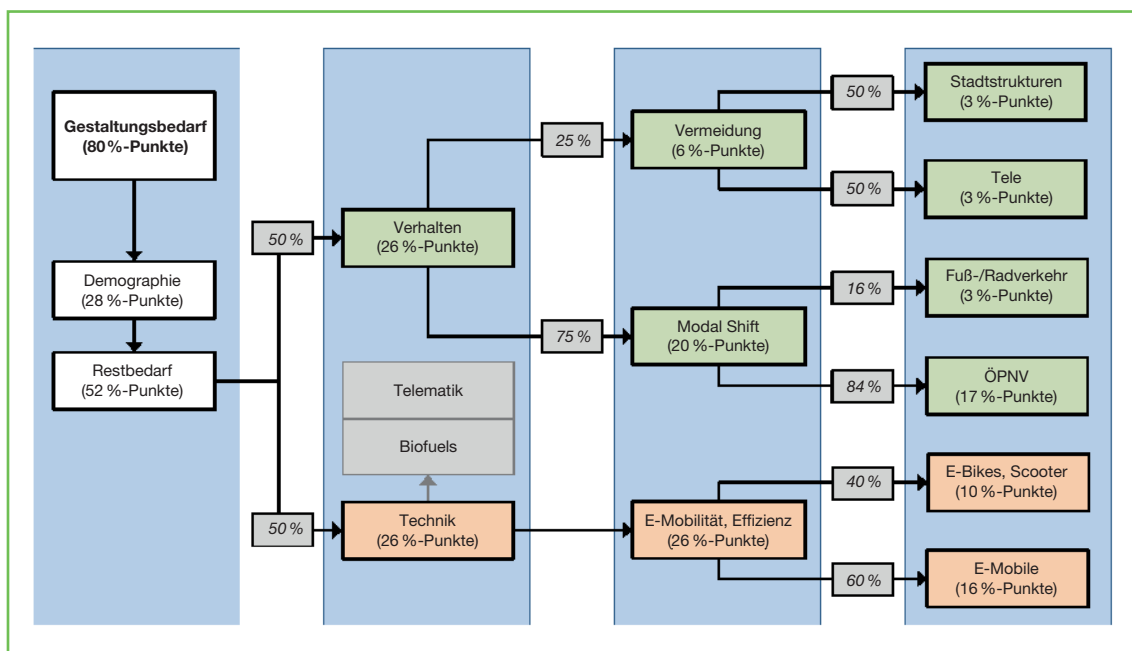 Gestaltungsbedarf
(80 %-Punkte)
Demographie
(28 %-Punkte)
Restbedarf
(52 %-Punkte)
50 %
50 %
Verhalten
(26 %-Punkte)
Telematik
Biofuels
Technik
(26 %-Punkte)
25 %
75 %
Vermeidung
(6 %-Punkte)
Modal Shift
(20 %-Punkte)
E-Mobilität, Effizienz
(26 %-Punkte)
50 %
50 %
16 %
84 %
40 %
60 %
Stadtstrukturen
(3 %-Punkte)
Tele
(3 %-Punkte)
Fuß-/Radverkehr
(3 %-Punkte)
ÖPNV
(17 %-Punkte)
E-Bikes, Scooter
(10 %-Punkte)
E-Mobile
(16 %-Punkte)